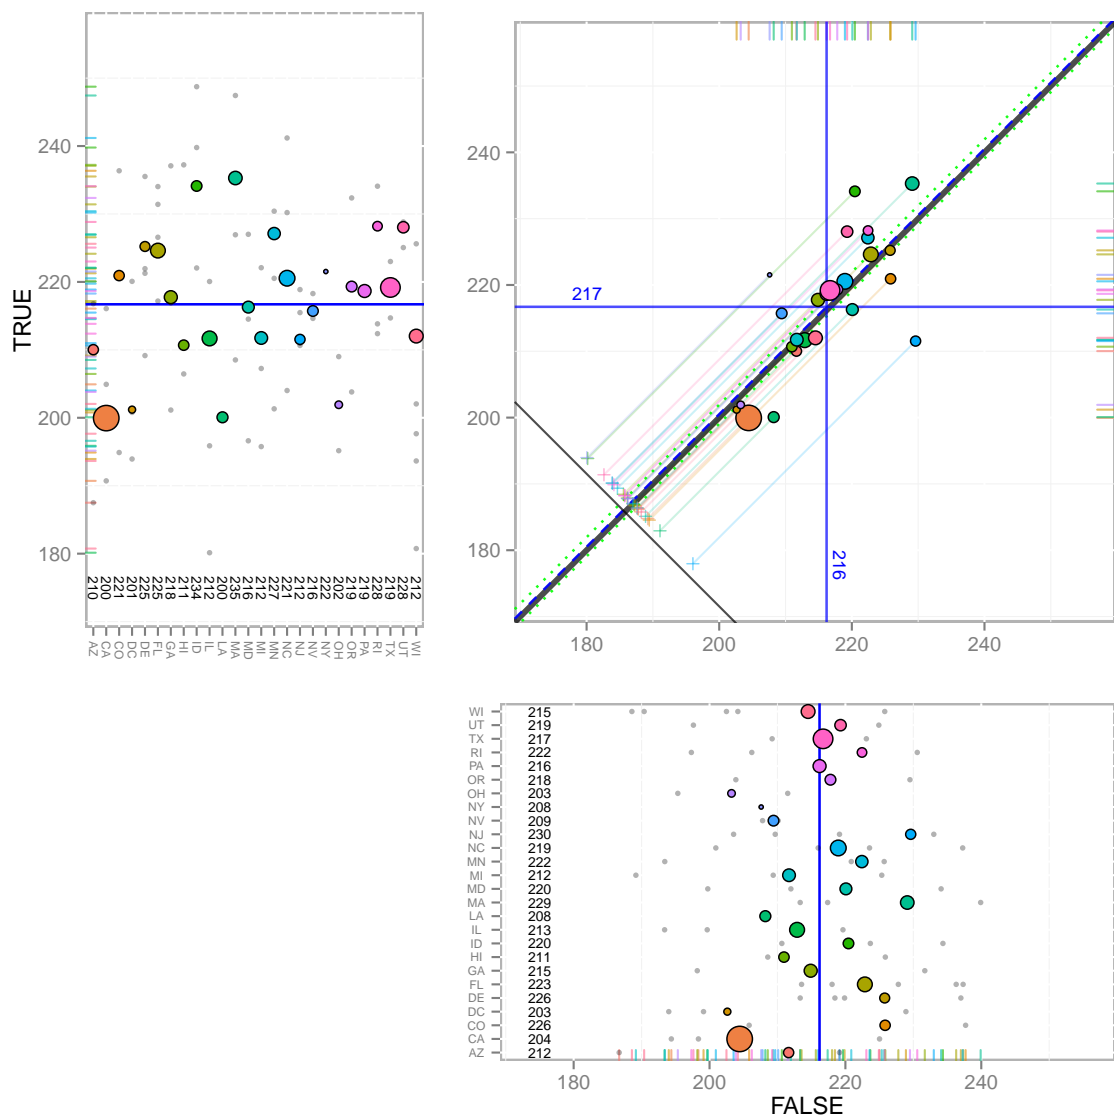 240
220
200
180
TRUE
210
200
221
201
225
225
218
211
234
212
200
235
216
212
227
221
212
216
222
202
219
219
228
219
228
212
AZ
CA
CO
DC
DE
FL
GA
HI
ID
IL
LA
MA
MD
MI
MN
NC
NJ
NV
NY
OH
OR
PA
RI
TX
UT
WI
240
220
200
180
217
216
180
200
220
240
WI 215
UT 219
TX 217
RI 222
PA 216
OR 218
OH 203
NY 208
NV 209
NJ 230
NC 219
MN 222
MI 212
MD 220
MA 229
LA 208
IL 213
ID 220
HI 211
GA 215
FL 223
DE 226
DC 203
CO 226
CA 204
AZ 212
180
200
220
240
FALSE